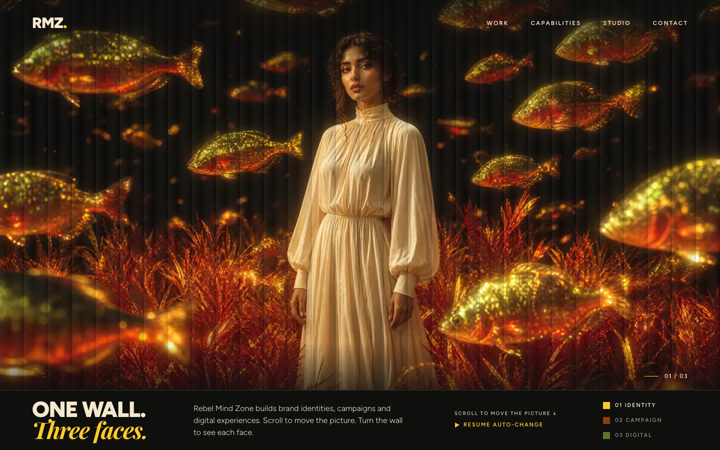 RMZ.
WORK
CAPABILITIES
STUDIO
CONTACT
01 / 03
ONE WALL.
Three faces.
Rebel Mind Zone builds brand identities, campaigns and
digital experiences. Scroll to move the picture. Turn the wall
to see each face.
SCROLL TO MOVE THE PICTURE ↓
▶ RESUME AUTO-CHANGE
01 IDENTITY
02 CAMPAIGN
03 DIGITAL